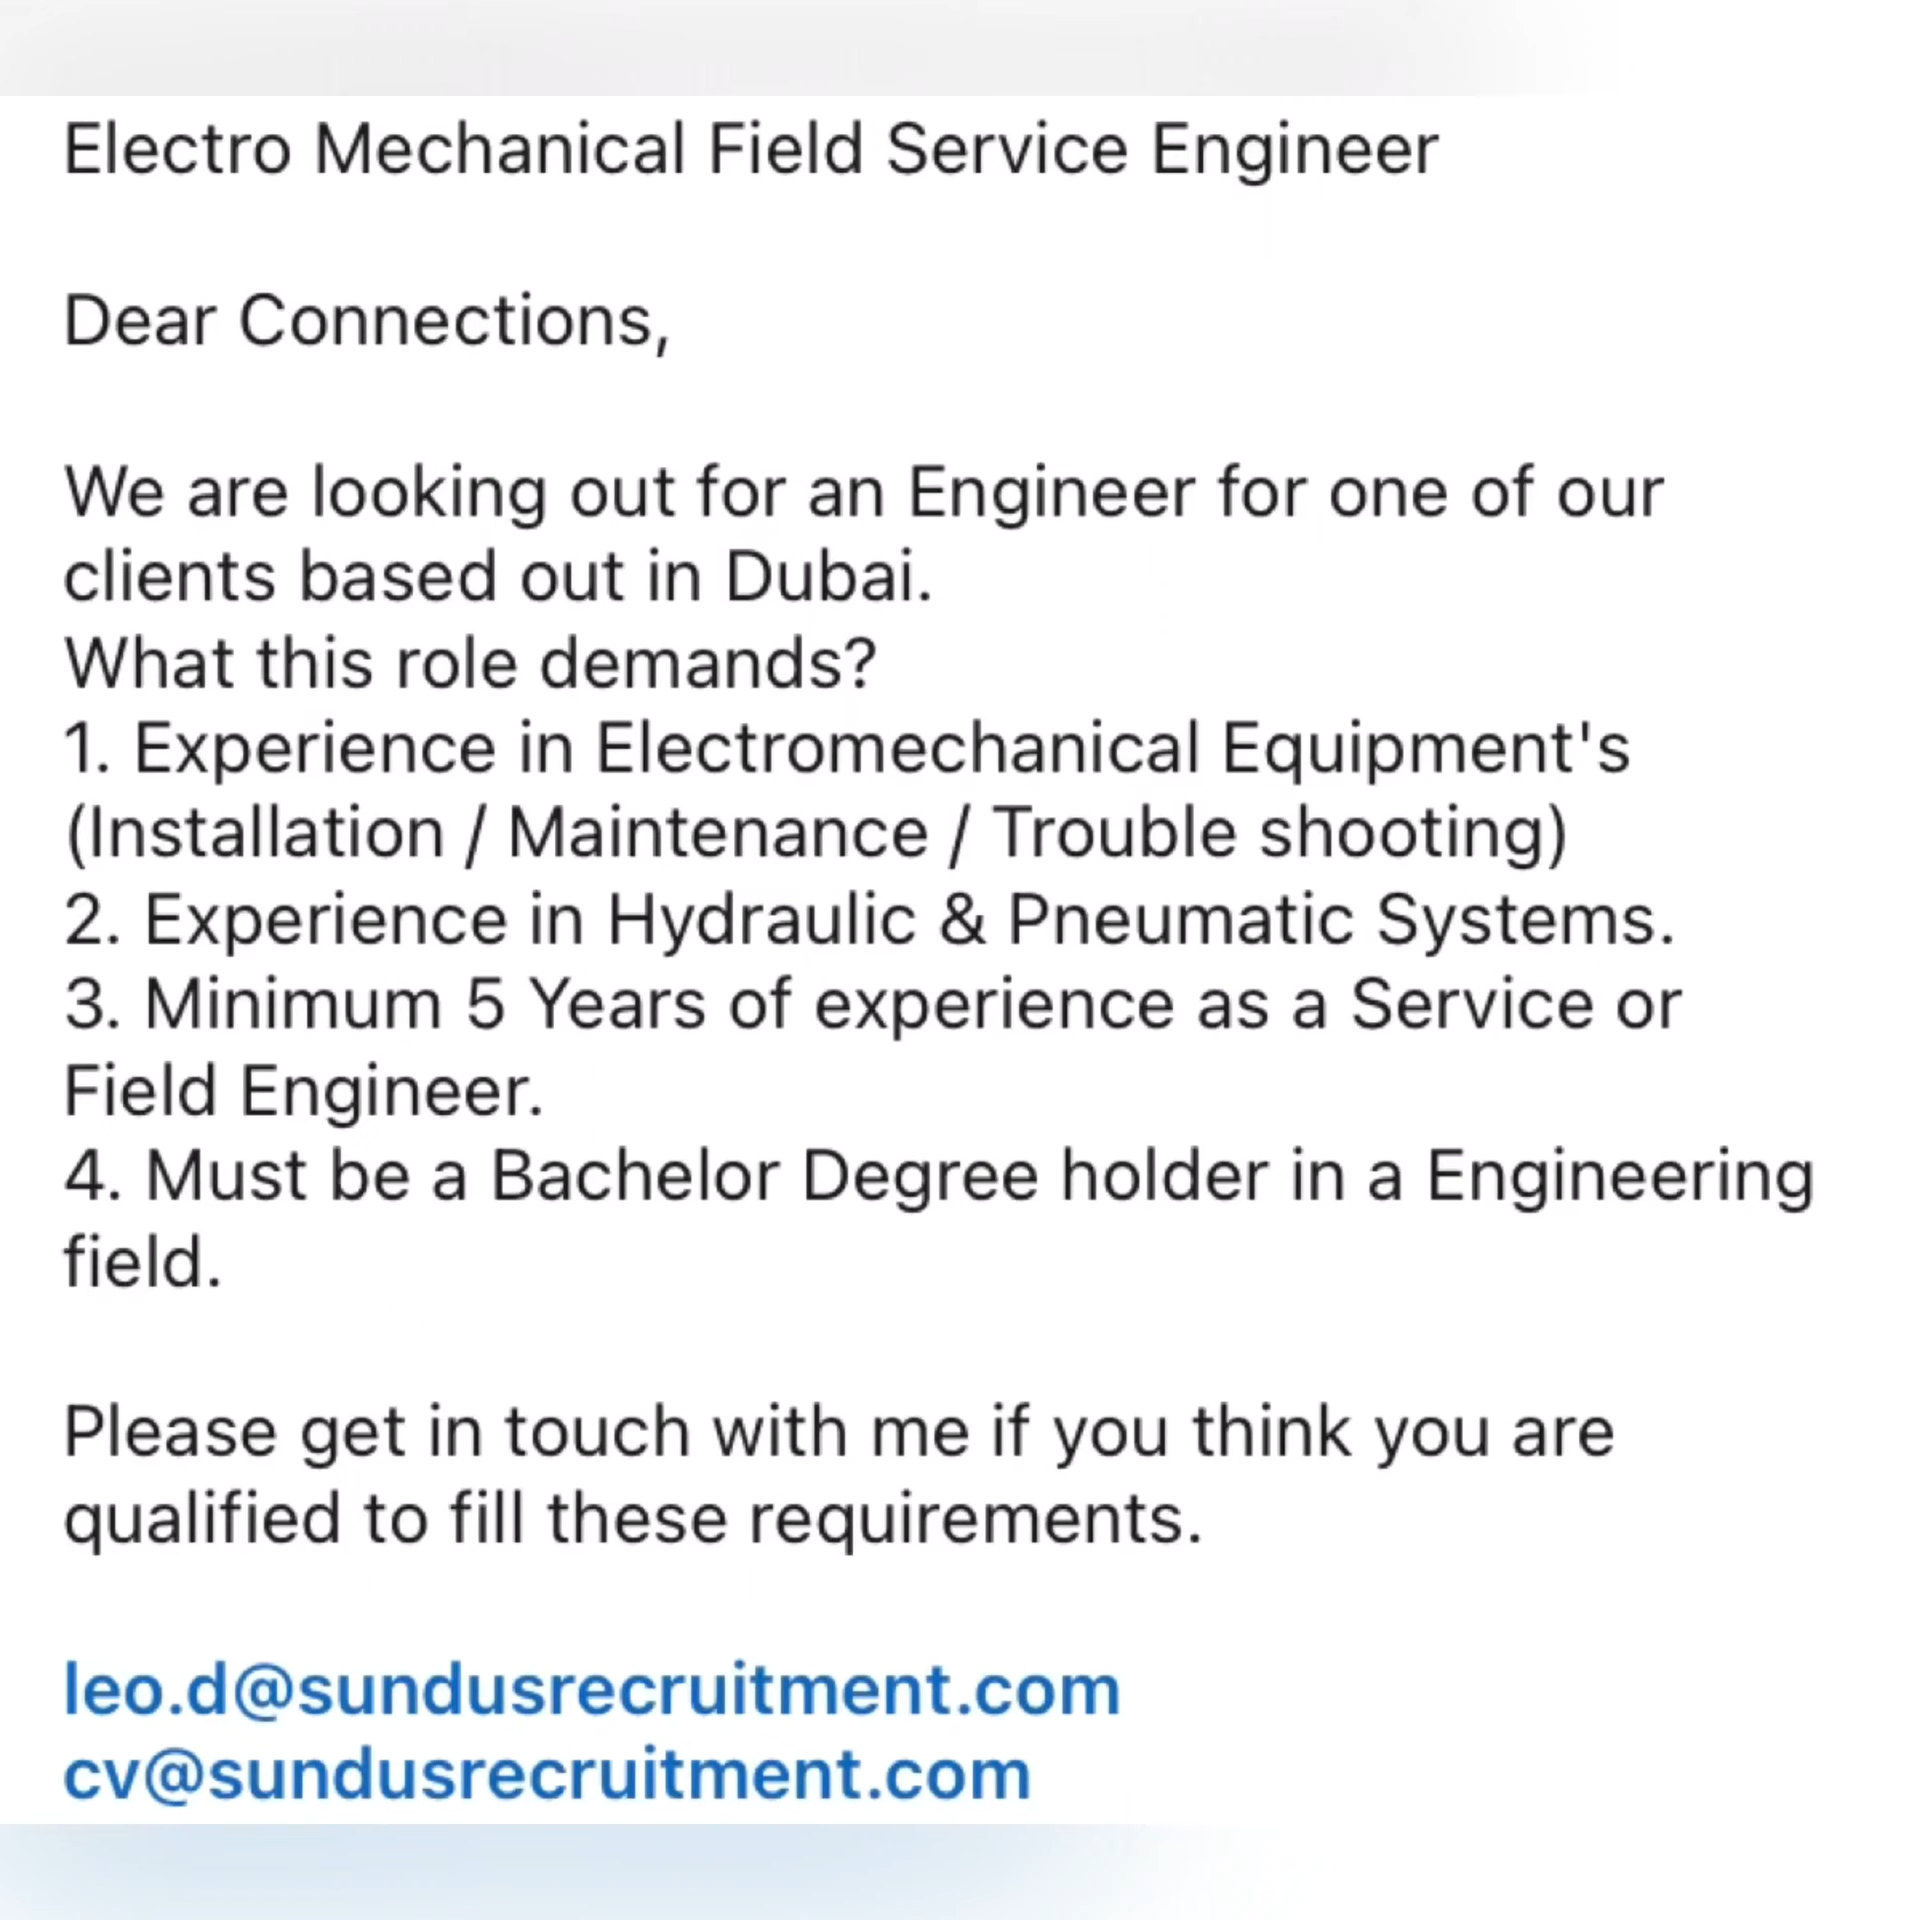 Electro Mechanical Field Service Engineer
Dear Connections,
We are looking out for an Engineer for one of our
clients based out in Dubai.
What this role demands?
1. Experience in Electromechanical Equipment's
(Installation / Maintenance / Trouble shooting)
2. Experience in Hydraulic & Pneumatic Systems.
3. Minimum 5 Years of experience as a Service or
Field Engineer.
4. Must be a Bachelor Degree holder in a Engineering
field.
Please get in touch with me if you think you are
qualified to fill these requirements.
leo.d@sundusrecruitment.com
cv@sundusrecruitment.com